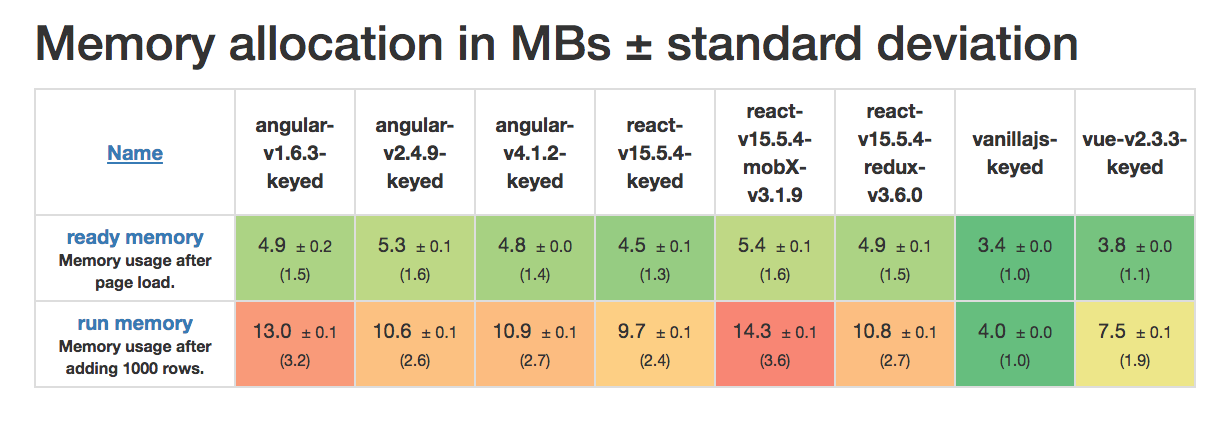 Memory allocation in MBs ± standard deviation
Name
angular-
v1.6.3-
keyed
angular-
v2.4.9-
keyed
angular-
v4.1.2-
keyed
react-
v15.5.4-
keyed
react-
v15.5.4-
mobX-
v3.1.9
react-
v15.5.4-
redux-
v3.6.0
vanillajs-
keyed
vue-v2.3.3-
keyed
ready memory
Memory usage after
page load.
4.9 ± 0.2
(1.5)
5.3 ± 0.1
(1.6)
4.8 ± 0.0
(1.4)
4.5 ± 0.1
(1.3)
5.4 ± 0.1
(1.6)
4.9 ± 0.1
(1.5)
3.4 ± 0.0
(1.0)
3.8 ± 0.0
(1.1)
run memory
Memory usage after
adding 1000 rows.
13.0 ± 0.1
(3.2)
10.6 ± 0.1
(2.6)
10.9 ± 0.1
(2.7)
9.7 ± 0.1
(2.4)
14.3 ± 0.1
(3.6)
10.8 ± 0.1
(2.7)
4.0 ± 0.0
(1.0)
7.5 ± 0.1
(1.9)